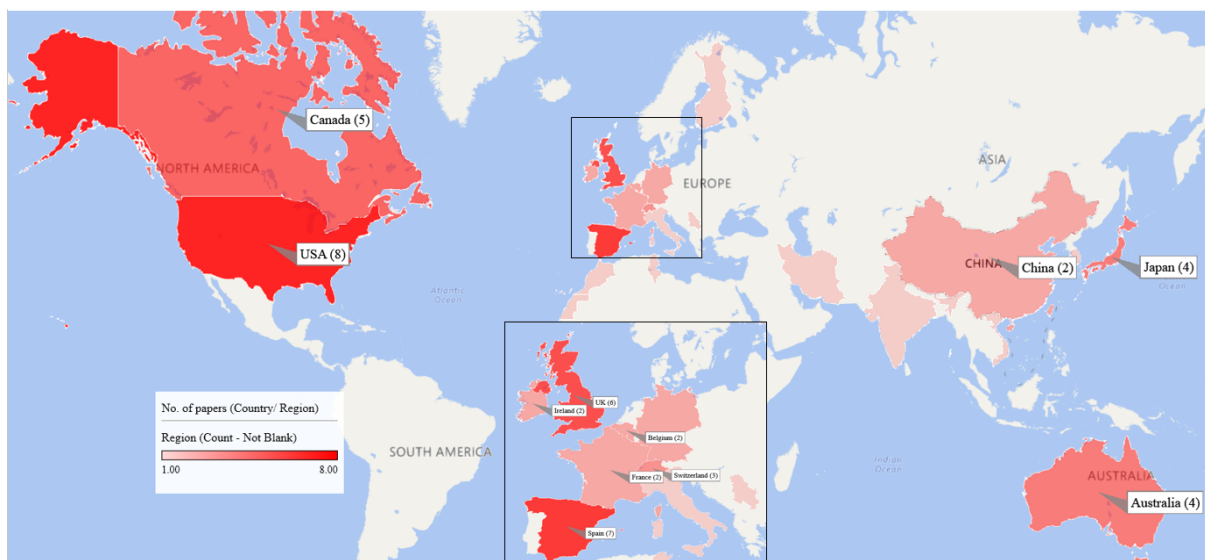 Canada (5)
NORTH AMERICA
ASIA
EUROPE
USA (8)
CHINA
China (2)
Japan (4)
Atlantic
Ocean
Ocean
No. of papers (Country/ Region)
Region (Count - Not Blank)
1.00
8.00
UK (6)
Ireland (2)
Belgium (2)
France (2)
Switzerland (3)
Spain (7)
SOUTH AMERICA
Indian
Ocean
AUSTRALIA
Australia (4)